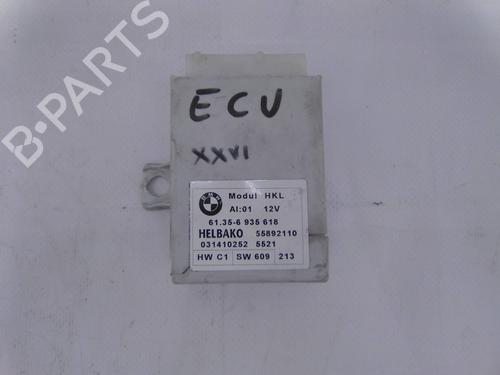 B-PARTS
ECU
XXVI
BMW
Modul HKL
AI:01 12V
61.35-6 935 618
HELBAKO 55892110
031410252 5521
HW C1 SW 609 213